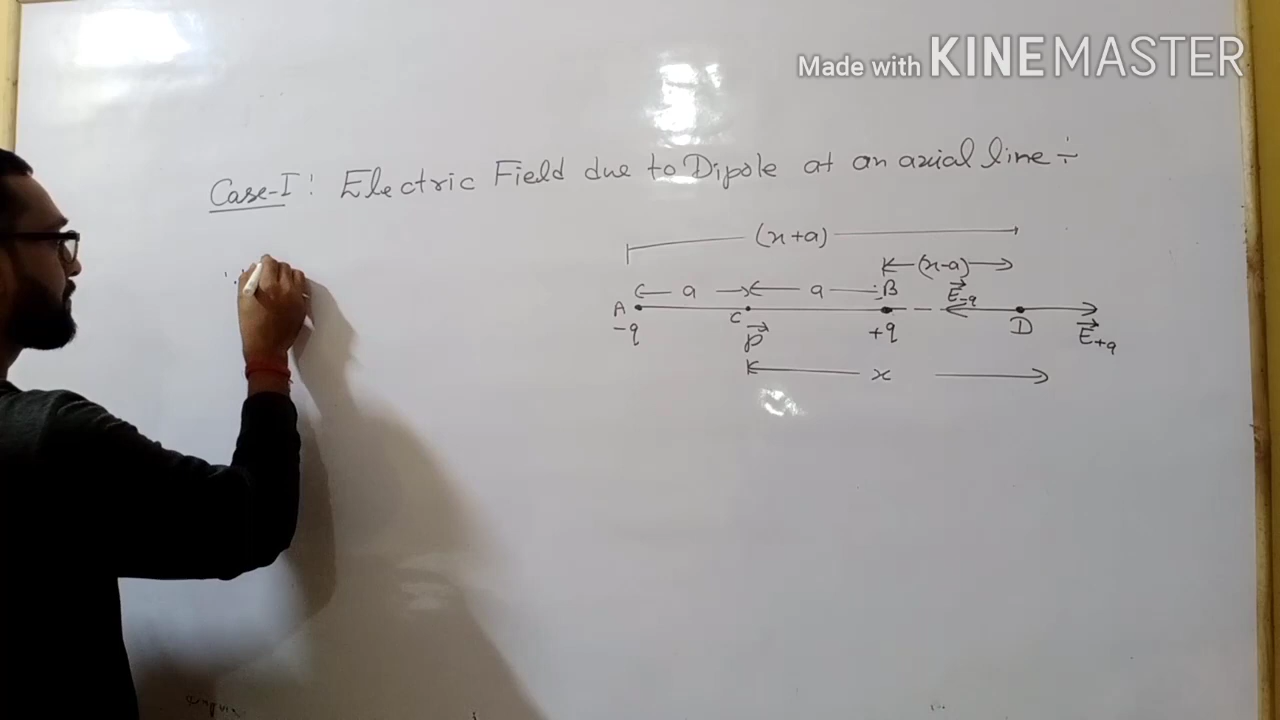 Made with KINEMASTER
Case-I: Electric Field due to Dipole at an axial line :-
(x+a)
(x-a)
a a B E⃗-q
A C D
-q p⃗ +q E⃗+q
x